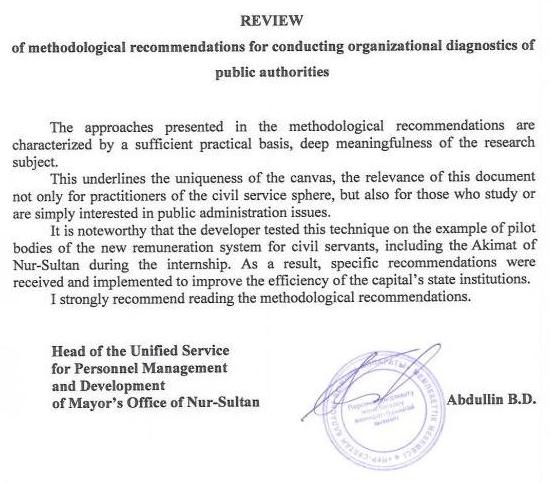 REVIEW
of methodological recommendations for conducting organizational diagnostics of
public authorities
The approaches presented in the methodological recommendations are
characterized by a sufficient practical basis, deep meaningfulness of the research
subject.
This underlines the uniqueness of the canvas, the relevance of this document
not only for practitioners of the civil service sphere, but also for those who study or
are simply interested in public administration issues.
It is noteworthy that the developer tested this technique on the example of pilot
bodies of the new remuneration system for civil servants, including the Akimat of
Nur-Sultan during the internship. As a result, specific recommendations were
received and implemented to improve the efficiency of the capital's state institutions.
I strongly recommend reading the methodological recommendations.
Head of the Unified Service
for Personnel Management
and Development
of Mayor's Office of Nur-Sultan
Abdullin B.D.